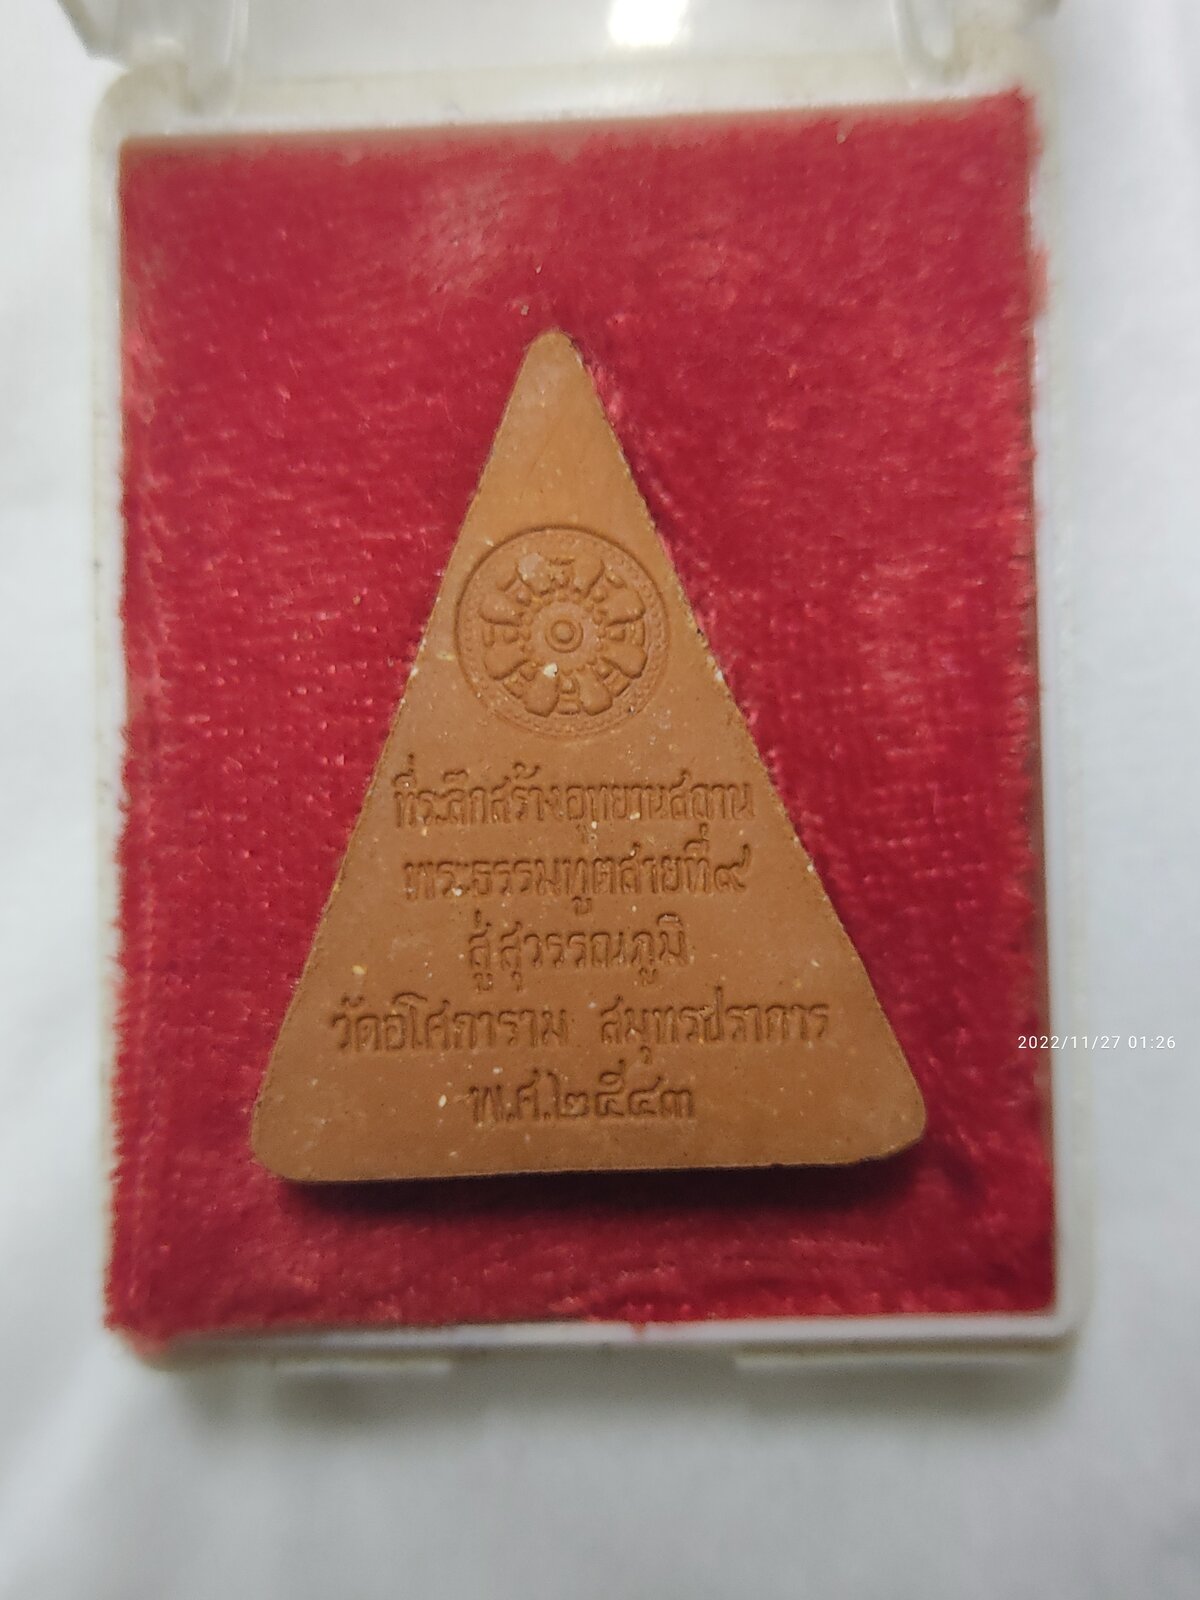 ที่ระลึกสร้างอุทยานสถาน
พระธรรมทูตสายที่๙
สู่สุวรรณภูมิ
วัดอโศการาม สมุทรปราการ
พ.ศ.๒๕๔๓
2022/11/27 01:26